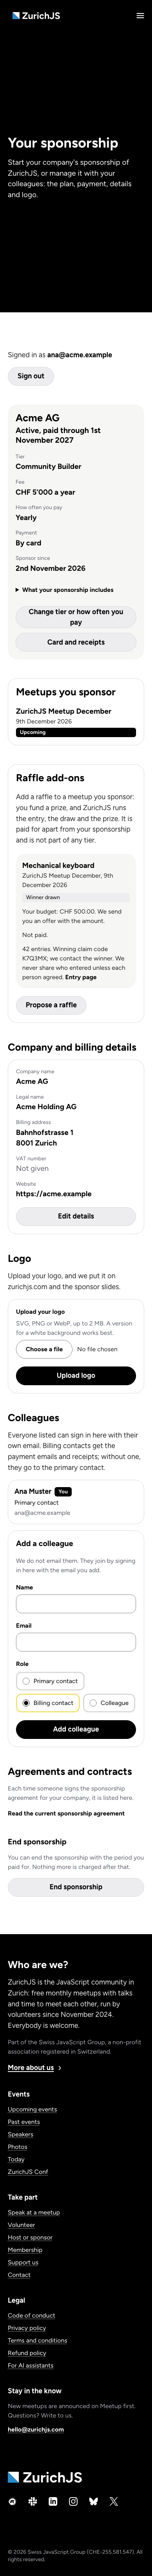 ZurichJS
Your sponsorship
Start your company's sponsorship of
ZurichJS, or manage it with your
colleagues: the plan, payment, details
and logo.
Signed in as ana@acme.example
Sign out
Acme AG
Active, paid through 1st
November 2027
Tier
Community Builder
Fee
CHF 5'000 a year
How often you pay
Yearly
Payment
By card
Sponsor since
2nd November 2026
What your sponsorship includes
Change tier or how often you
pay
Card and receipts
Meetups you sponsor
ZurichJS Meetup December
9th December 2026
Upcoming
Raffle add-ons
Add a raffle to a meetup you sponsor:
you fund a prize, and ZurichJS runs
the entry, the draw and the prize. It is
paid for apart from your sponsorship
and is not part of any tier.
Mechanical keyboard
ZurichJS Meetup December, 9th
December 2026
Winner drawn
Your budget: CHF 500.00. We send
you an offer with the amount.
Not paid.
42 entries. Winning claim code
K7Q3MX; we contact the winner. We
never share who entered unless each
person agreed. Entry page
Propose a raffle
Company and billing details
Company name
Acme AG
Legal name
Acme Holding AG
Billing address
Bahnhofstrasse 1
8001 Zurich
VAT number
Not given
Website
https://acme.example
Edit details
Logo
Upload your logo, and we put it on
zurichjs.com and the sponsor slides.
Upload your logo
SVG, PNG or WebP, up to 2 MB. A version
for a white background works best.
Choose a file
No file chosen
Upload logo
Colleagues
Everyone listed can sign in here with their
own email. Billing contacts get the
payment emails and receipts; without one,
they go to the primary contact.
Ana Muster You
Primary contact
ana@acme.example
Add a colleague
We do not email them. They join by signing
in here with the email you add.
Name
Email
Role
Primary contact
Billing contact
Colleague
Add colleague
Agreements and contracts
Each time someone signs the sponsorship
agreement for your company, it is listed here.
Read the current sponsorship agreement
End sponsorship
You can end the sponsorship with the period you
paid for. Nothing more is charged after that.
End sponsorship
Who are we?
ZurichJS is the JavaScript community in
Zurich: free monthly meetups with talks
and time to meet each other, run by
volunteers since November 2024.
Everybody is welcome.
Part of the Swiss JavaScript Group, a non-profit
association registered in Switzerland.
More about us
Events
Upcoming events
Past events
Speakers
Photos
Today
ZurichJS Conf
Take part
Speak at a meetup
Volunteer
Host or sponsor
Membership
Support us
Contact
Legal
Code of conduct
Privacy policy
Terms and conditions
Refund policy
For AI assistants
Stay in the know
New meetups are announced on Meetup first.
Questions? Write to us.
hello@zurichjs.com
ZurichJS
© 2026 Swiss JavaScript Group (CHE-255.581.547). All
rights reserved.